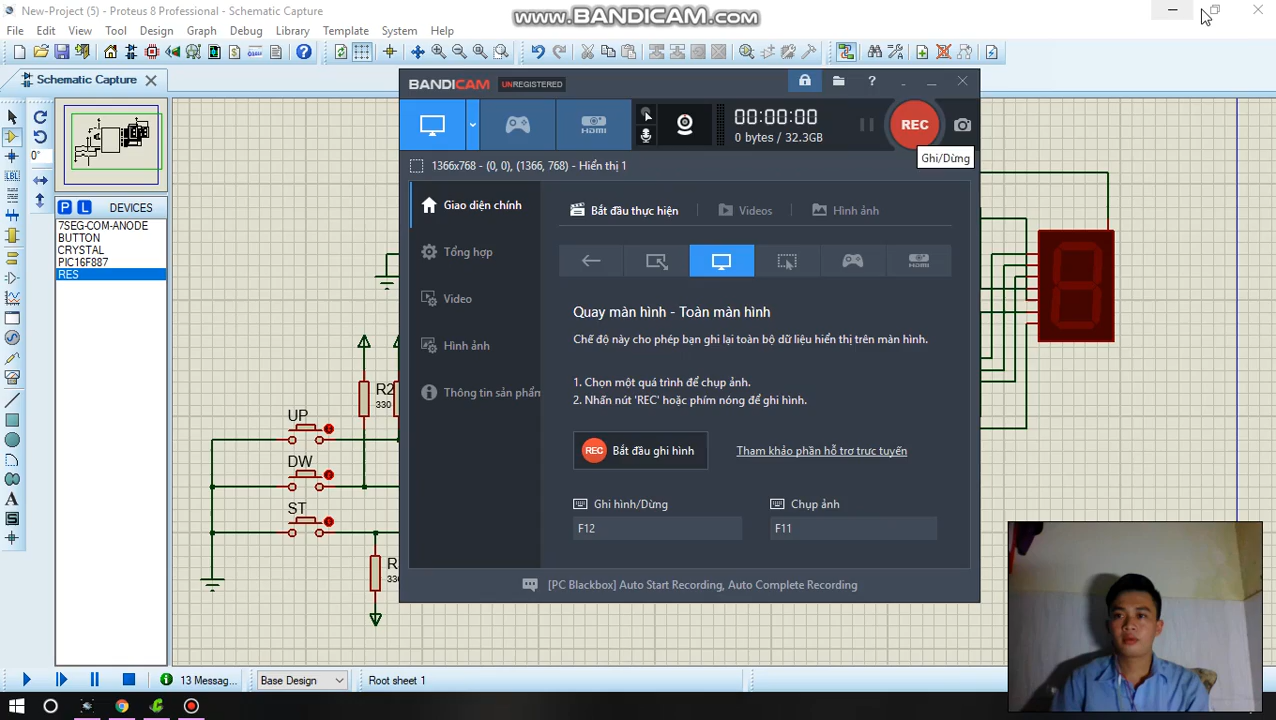 New-Project (5) - Proteus 8 Professional - Schematic Capture
www.BANDICAM.com
File Edit View Tool Design Graph Debug Library Template System Help
Schematic Capture
BANDICAM UNREGISTERED
00:00:00
0 bytes / 32.3GB
REC
HDMI
Ghi/Dừng
1366x768 - (0, 0), (1366, 768) - Hiển thị 1
0°
LBL
P L DEVICES
7SEG-COM-ANODE
BUTTON
CRYSTAL
PIC16F887
RES
Giao diện chính
Tổng hợp
Video
Hình ảnh
Thông tin sản phẩm
Bắt đầu thực hiện
Videos
Hình ảnh
HDMI
Quay màn hình - Toàn màn hình
Chế độ này cho phép bạn ghi lại toàn bộ dữ liệu hiển thị trên màn hình.
1. Chọn một quá trình để chụp ảnh.
2. Nhấn nút 'REC' hoặc phím nóng để ghi hình.
REC Bắt đầu ghi hình
Tham khảo phần hỗ trợ trực tuyến
Ghi hình/Dừng
Chụp ảnh
F12
F11
[PC Blackbox] Auto Start Recording, Auto Complete Recording
R2
330
UP
DW
ST
R
A
13 Messag...
Base Design
Root sheet 1